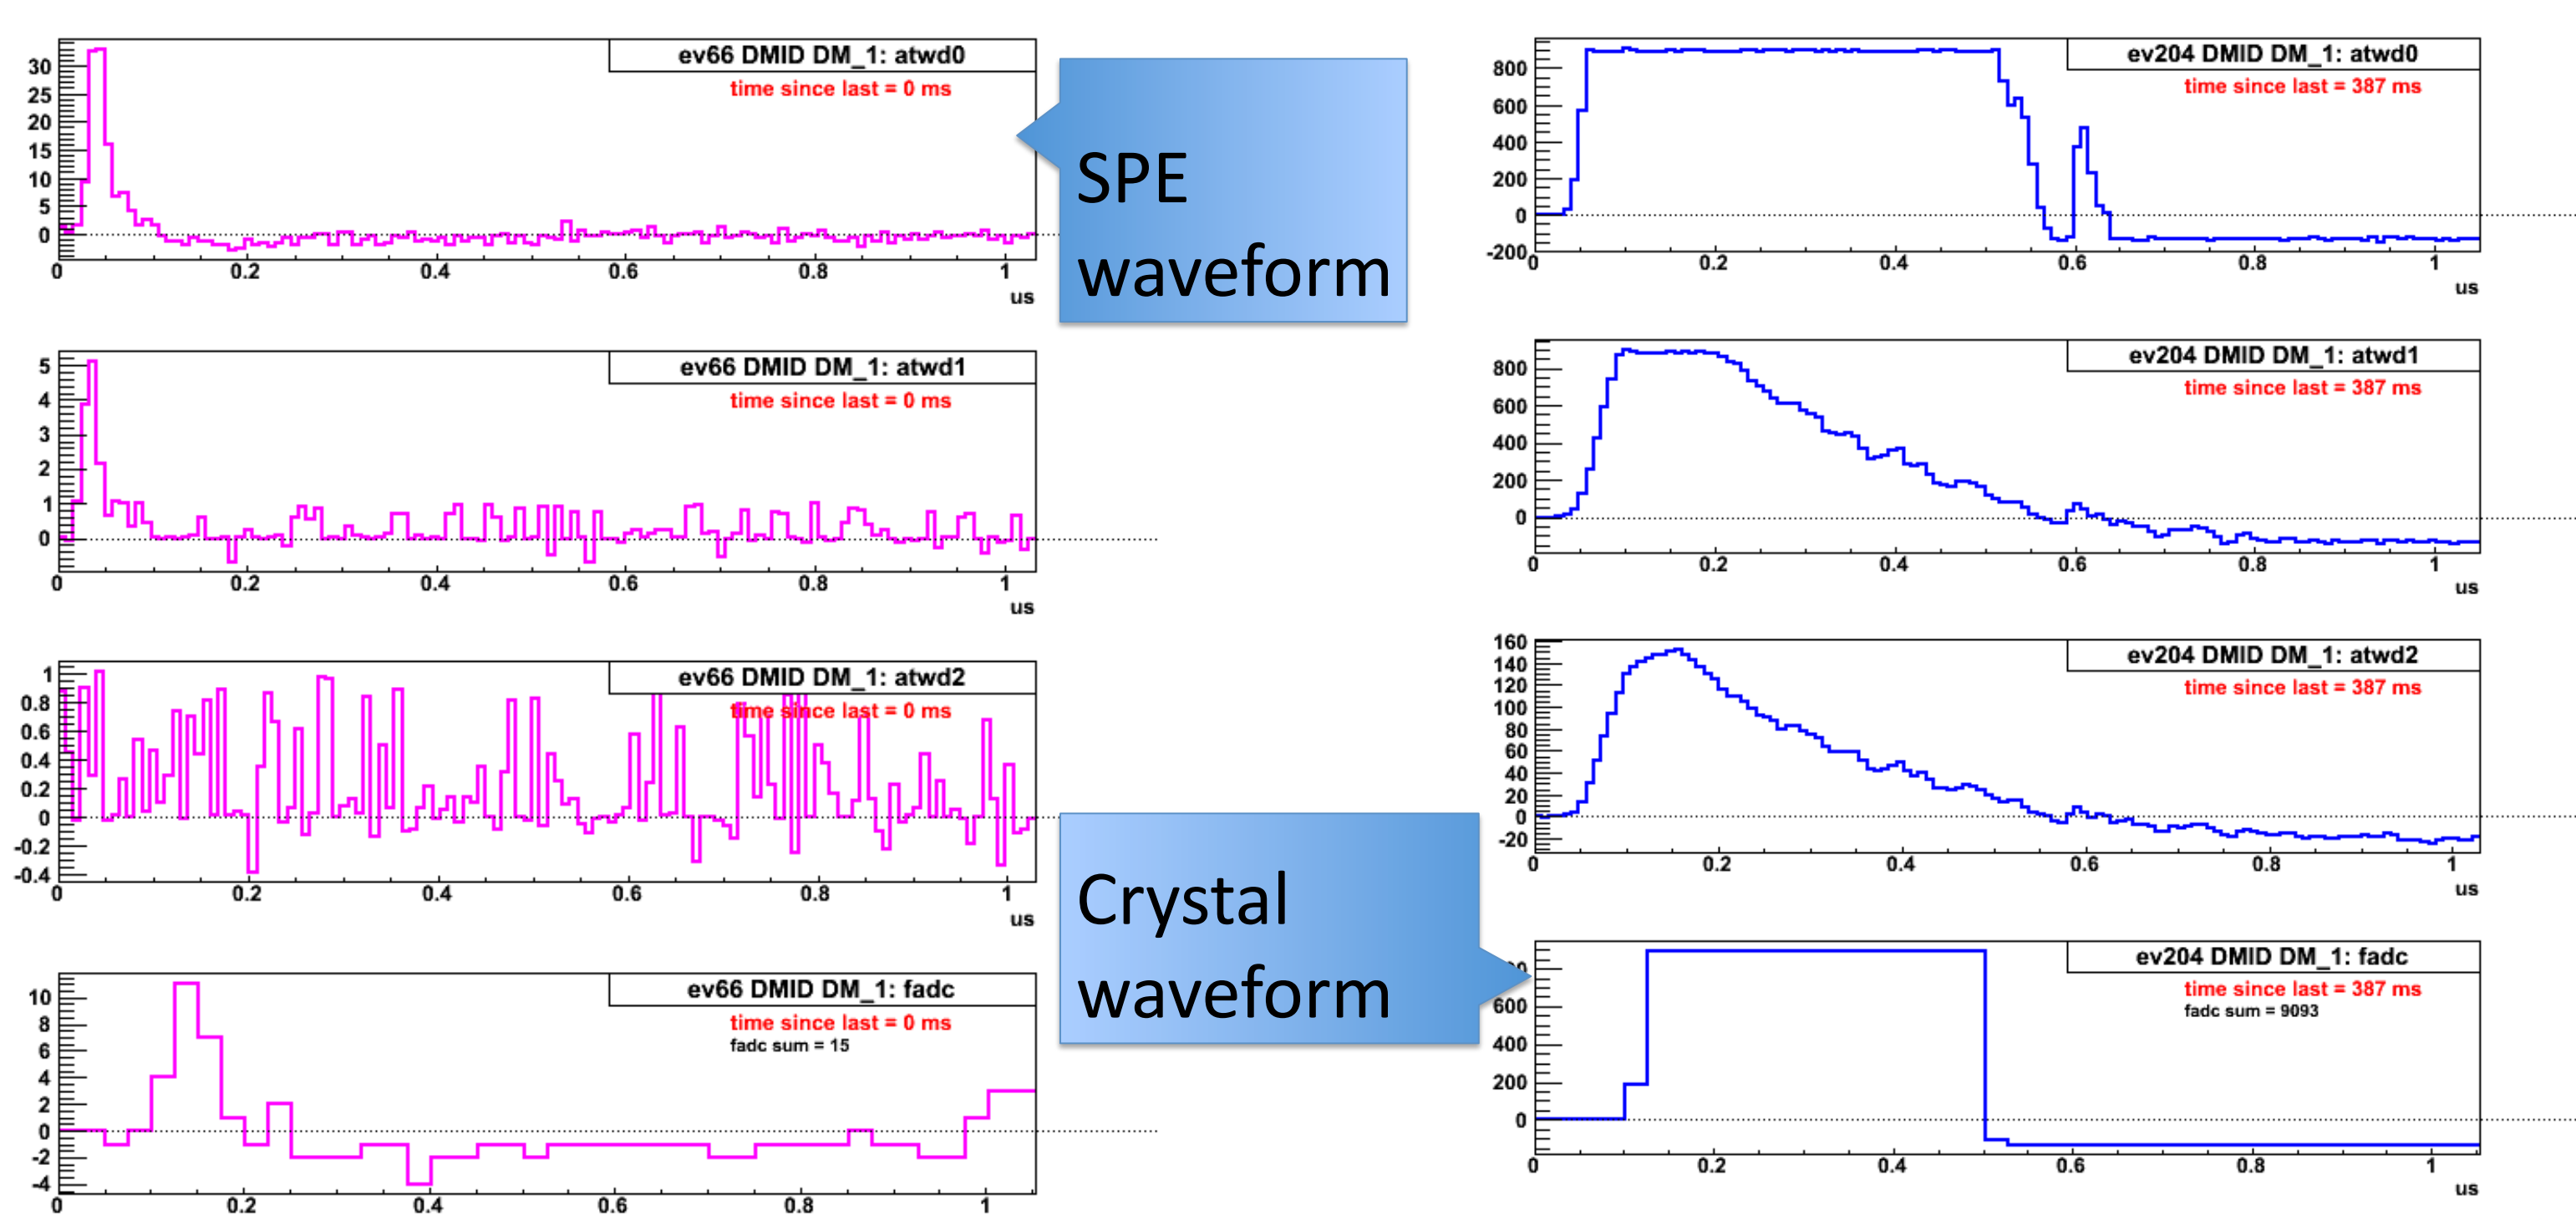 ev66 DMID DM_1: atwd0
time since last = 0 ms
30
25
20
15
10
5
0
0 0.2 0.4 0.6 0.8 1
us
SPE
waveform
ev204 DMID DM_1: atwd0
time since last = 387 ms
800
600
400
200
0
-200
0 0.2 0.4 0.6 0.8 1
us
ev66 DMID DM_1: atwd1
time since last = 0 ms
5
4
3
2
1
0
0 0.2 0.4 0.6 0.8 1
us
ev204 DMID DM_1: atwd1
time since last = 387 ms
800
600
400
200
0
0 0.2 0.4 0.6 0.8 1
us
ev66 DMID DM_1: atwd2
time since last = 0 ms
1
0.8
0.6
0.4
0.2
0
-0.2
-0.4
0 0.2 0.4 0.6 0.8 1
us
ev204 DMID DM_1: atwd2
time since last = 387 ms
160
140
120
100
80
60
40
20
0
-20
0 0.2 0.4 0.6 0.8 1
us
Crystal
waveform
ev66 DMID DM_1: fadc
time since last = 0 ms
fadc sum = 15
10
8
6
4
2
0
-2
-4
0 0.2 0.4 0.6 0.8 1
ev204 DMID DM_1: fadc
time since last = 387 ms
fadc sum = 9093
600
400
200
0
0 0.2 0.4 0.6 0.8 1
us